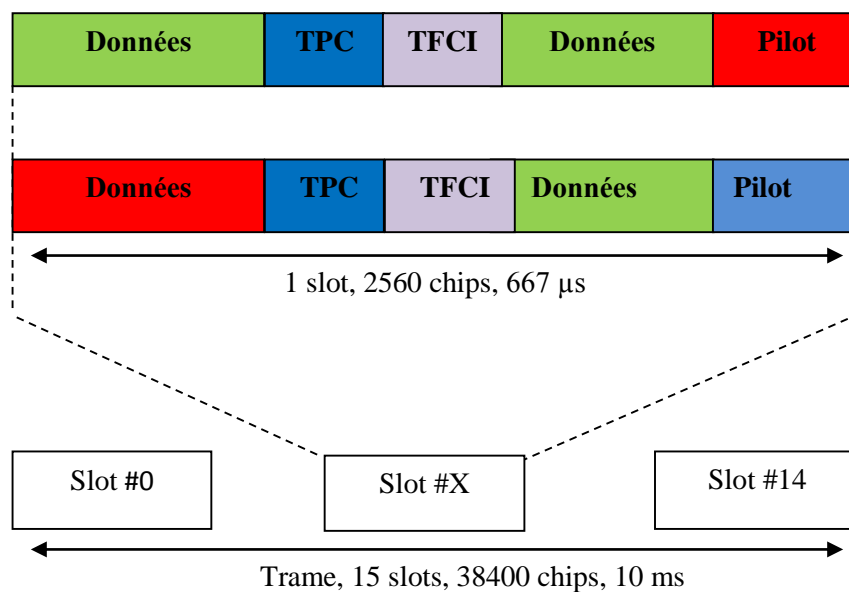 Données TPC TFCI Données Pilot
Données TPC TFCI Données Pilot
1 slot, 2560 chips, 667 µs
Slot #0 Slot #X Slot #14
Trame, 15 slots, 38400 chips, 10 ms